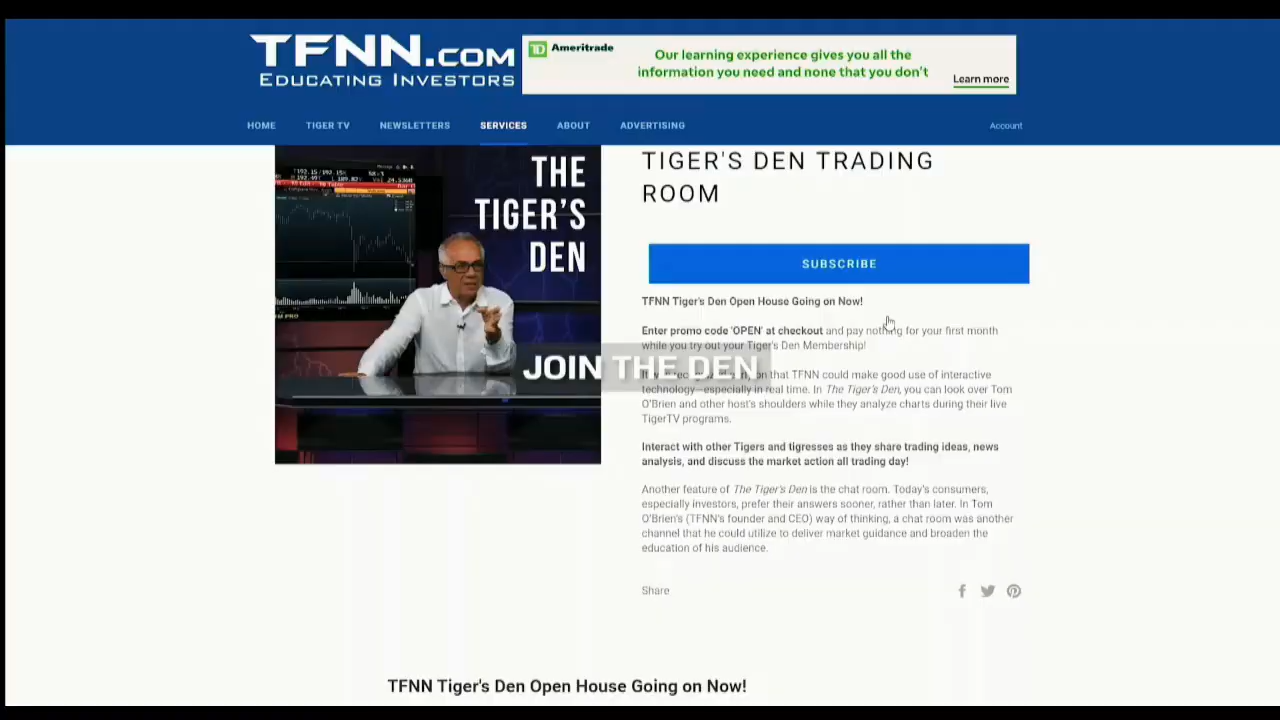 TFNN.COM
EDUCATING INVESTORS
TD Ameritrade
Our learning experience gives you all the
information you need and none that you don't
Learn more
HOME TIGER TV NEWSLETTERS SERVICES ABOUT ADVERTISING Account
THE
TIGER'S
DEN
TIGER'S DEN TRADING
ROOM
SUBSCRIBE
TFNN Tiger's Den Open House Going on Now!
Enter promo code 'OPEN' at checkout and pay nothing for your first month
while you try out your Tiger's Den Membership!
JOIN THE DEN
on that TFNN could make good use of interactive
technology—especially in real time. In The Tiger's Den, you can look over Tom
O'Brien and other host's shoulders while they analyze charts during their live
TigerTV programs.
Interact with other Tigers and tigresses as they share trading ideas, news
analysis, and discuss the market action all trading day!
Another feature of The Tiger's Den is the chat room. Today's consumers,
especially investors, prefer their answers sooner, rather than later. In Tom
O'Brien's (TFNN's founder and CEO) way of thinking, a chat room was another
channel that he could utilize to deliver market guidance and broaden the
education of his audience.
Share
TFNN Tiger's Den Open House Going on Now!